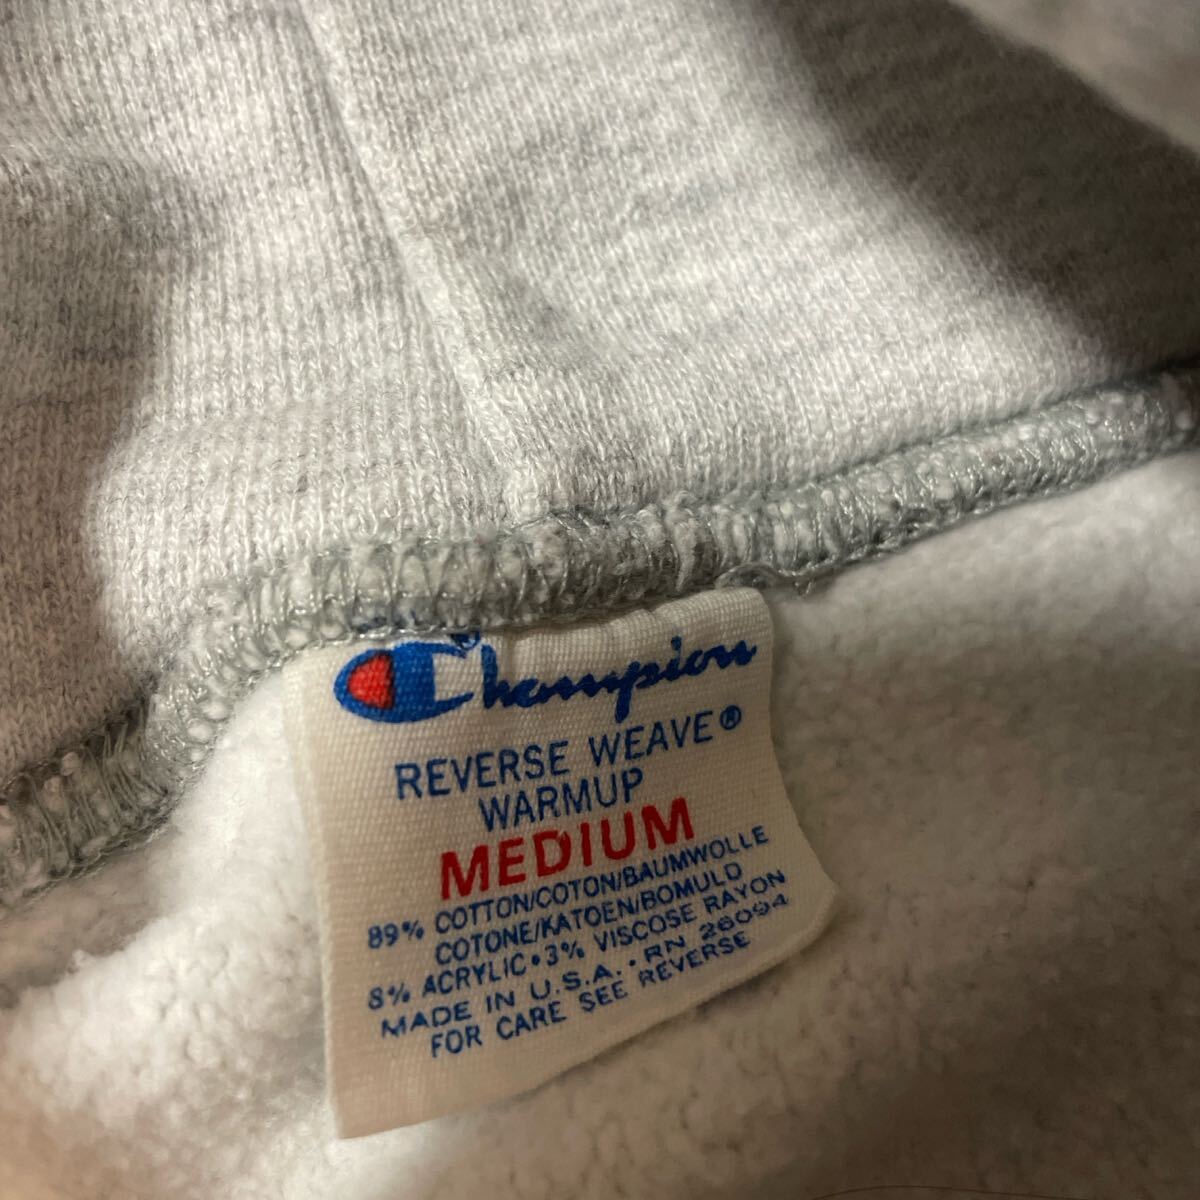 Champion
REVERSE WEAVE®
WARMUP
MEDIUM
89% COTTON/COTON/BAUMWOLLE
COTONE/KATOEN/BOMULD
8% ACRYLIC•3% VISCOSE RAYON
MADE IN U.S.A.•RN 26094
FOR CARE SEE REVERSE